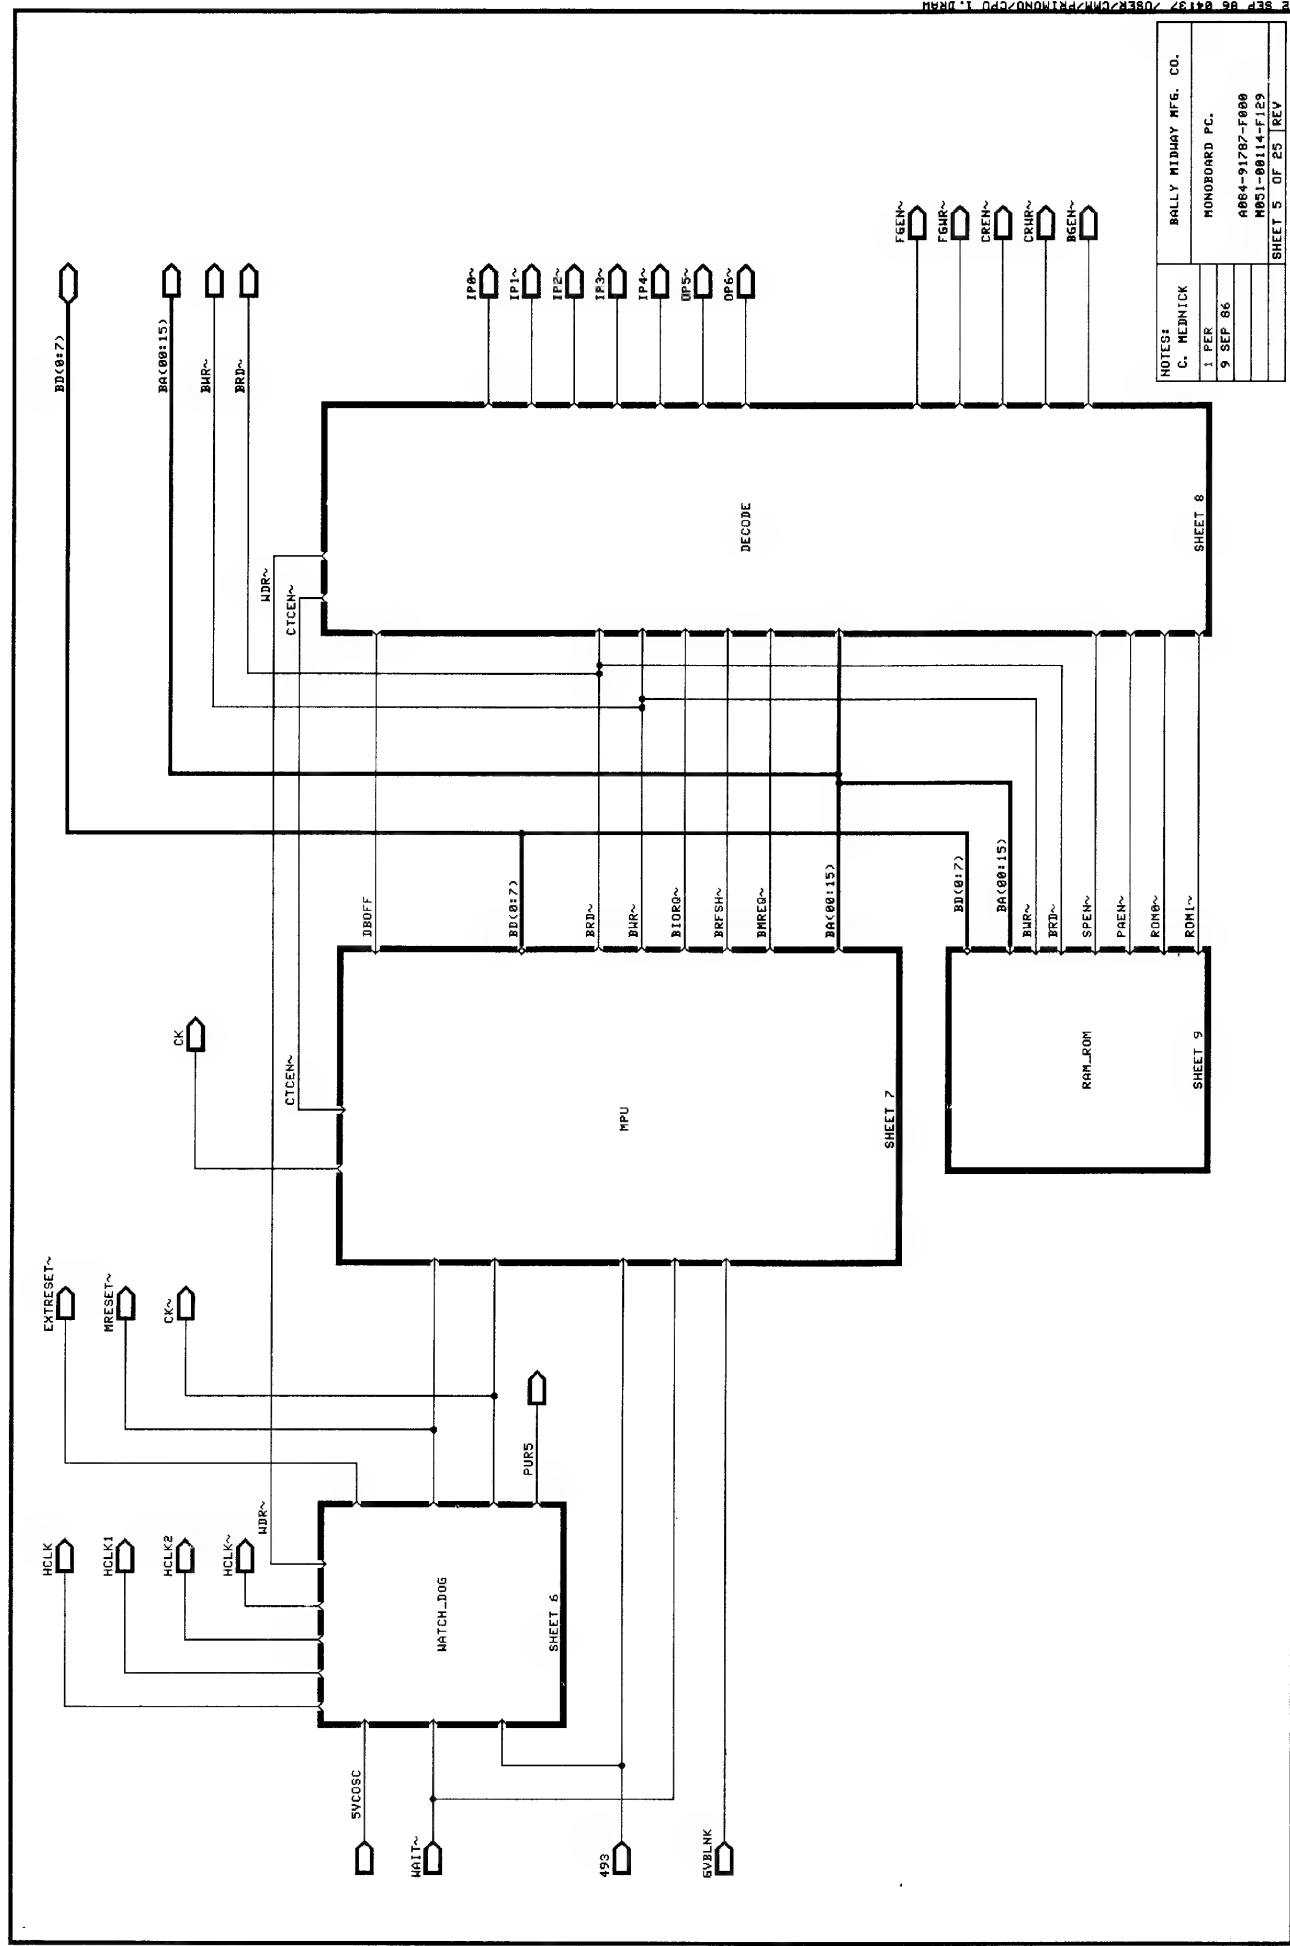 HCLK
HCLK1
HCLK2
HCLK~
WDR~
EXTRESET~
MRESET~
CK~
PUR5
5VCOSC
WAIT~
493
GVBLNK
WATCH_DOG
SHEET 6
CK
CTCEN~
MPU
SHEET 7
DBOFF
BD(0:7)
BRD~
BWR~
BIORQ~
BRFSH~
BMREQ~
BA(00:15)
BD(0:7)
BA(00:15)
BWR~
BRD~
SPEN~
PAEN~
ROM0~
ROM1~
RAM_ROM
SHEET 9
WDR~
CTCEN~
DECODE
SHEET 8
BD(0:7)
BA(00:15)
BWR~
BRD~
IP0~
IP1~
IP2~
IP3~
IP4~
OP5~
OP6~
FGEN~
FGWR~
CREN~
CRWR~
BGEN~
NOTES:
C. MEDNICK
1 PER
9 SEP 86
BALLY MIDWAY MFG. CO.
MONOBOARD PC.
A084-91787-F000
M051-00114-F129
SHEET 5 OF 25 REV